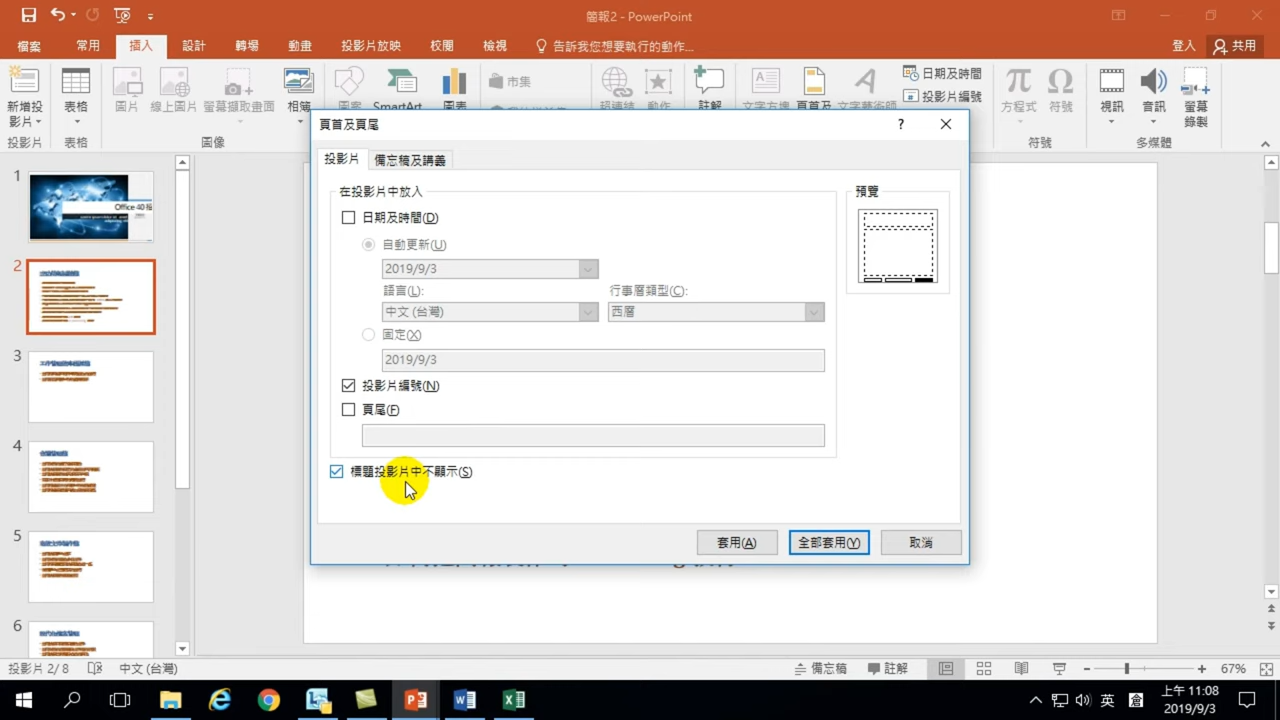 簡報2 - PowerPoint
檔案 常用 插入 設計 轉場 動畫 投影片放映 校閱 檢視 告訴我您想要執行的動作... 登入 共用
新增投影片 表格 圖片 線上圖片 螢幕擷取畫面 相簿 圖案 SmartArt 圖表 市集 超連結 動作 註解 文字方塊 頁首及 文字藝術師 日期及時間 投影片編號 方程式 符號 視訊 音訊 螢幕錄製
投影片 表格 圖像 符號 多媒體
頁首及頁尾 ?
投影片 備忘稿及講義
在投影片中放入
預覽
日期及時間(D)
自動更新(U)
2019/9/3
語言(L): 行事曆類型(C):
中文 (台灣) 西曆
固定(X)
2019/9/3
投影片編號(N)
頁尾(F)
標題投影片中不顯示(S)
套用(A) 全部套用(Y) 取消
1
Office 40招
2
3
4
5
6
投影片 2/8 中文 (台灣) 備忘稿 註解 67%
英 倉 上午 11:08
2019/9/3